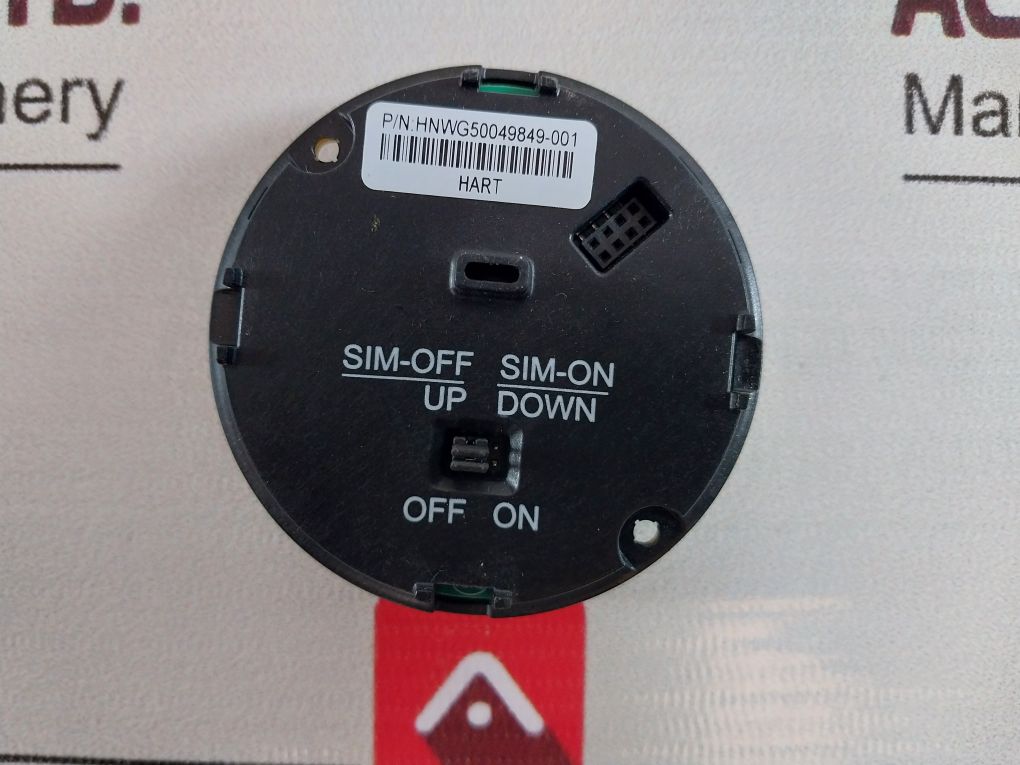 P/N:HNWG50049849-001
HART
SIM-OFF SIM-ON
UP DOWN
OFF ON